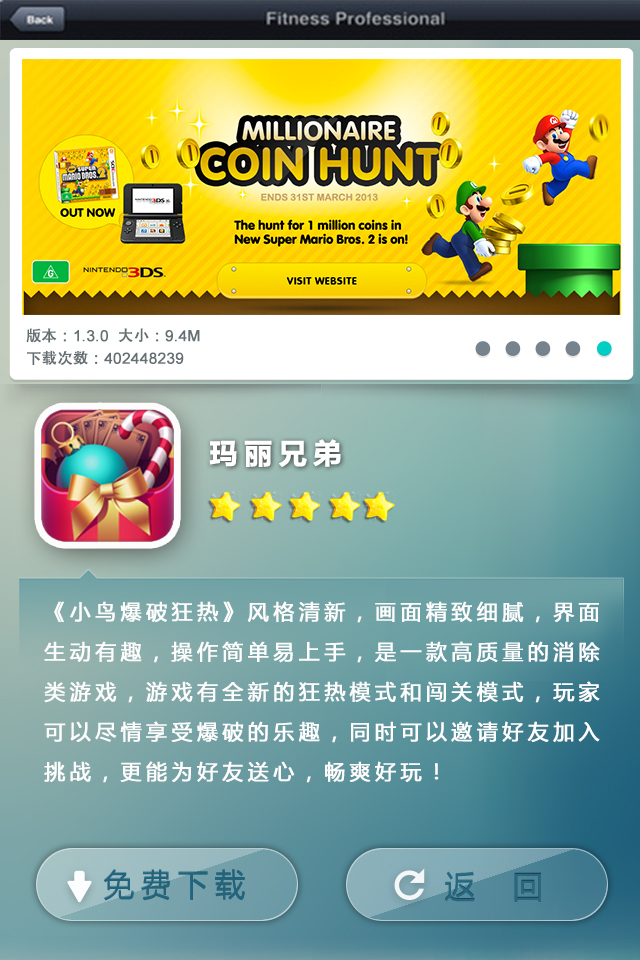 Back
Fitness Professional
MILLIONAIRE
COIN HUNT
ENDS 31ST MARCH 2013
SUPER
MARIO BROS. 2
OUT NOW
NINTENDO 3DS
The hunt for 1 million coins in
New Super Mario Bros. 2 is on!
G
NINTENDO 3DS
VISIT WEBSITE
版本：1.3.0 大小：9.4M
下载次数：402448239
玛丽兄弟
《小鸟爆破狂热》风格清新，画面精致细腻，界面
生动有趣，操作简单易上手，是一款高质量的消除
类游戏，游戏有全新的狂热模式和闯关模式，玩家
可以尽情享受爆破的乐趣，同时可以邀请好友加入
挑战，更能为好友送心，畅爽好玩！
免费下载
返 回